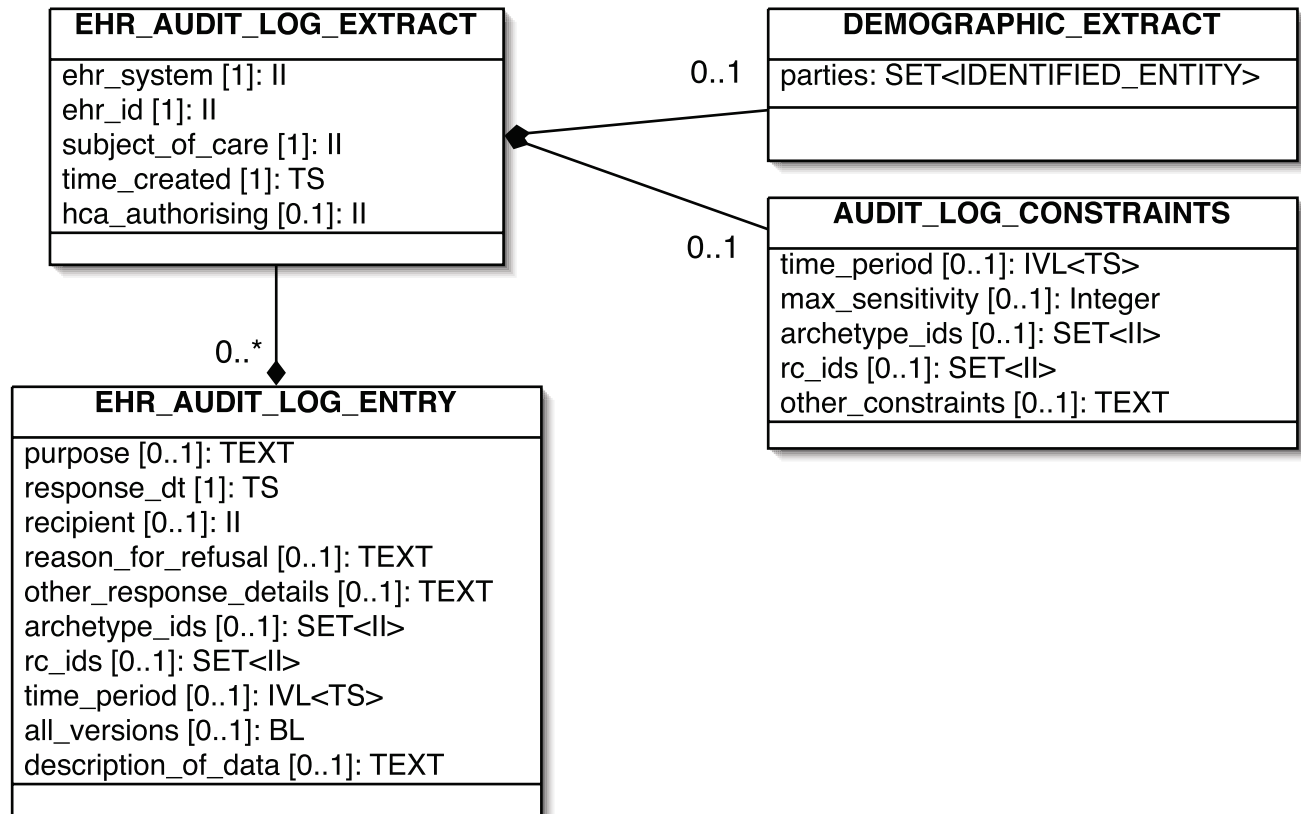 EHR_AUDIT_LOG_EXTRACT
ehr_system [1]: II
ehr_id [1]: II
subject_of_care [1]: II
time_created [1]: TS
hca_authorising [0.1]: II
0..1
DEMOGRAPHIC_EXTRACT
parties: SET<IDENTIFIED_ENTITY>
0..1
AUDIT_LOG_CONSTRAINTS
time_period [0..1]: IVL<TS>
max_sensitivity [0..1]: Integer
archetype_ids [0..1]: SET<II>
rc_ids [0..1]: SET<II>
other_constraints [0..1]: TEXT
0..*
EHR_AUDIT_LOG_ENTRY
purpose [0..1]: TEXT
response_dt [1]: TS
recipient [0..1]: II
reason_for_refusal [0..1]: TEXT
other_response_details [0..1]: TEXT
archetype_ids [0..1]: SET<II>
rc_ids [0..1]: SET<II>
time_period [0..1]: IVL<TS>
all_versions [0..1]: BL
description_of_data [0..1]: TEXT